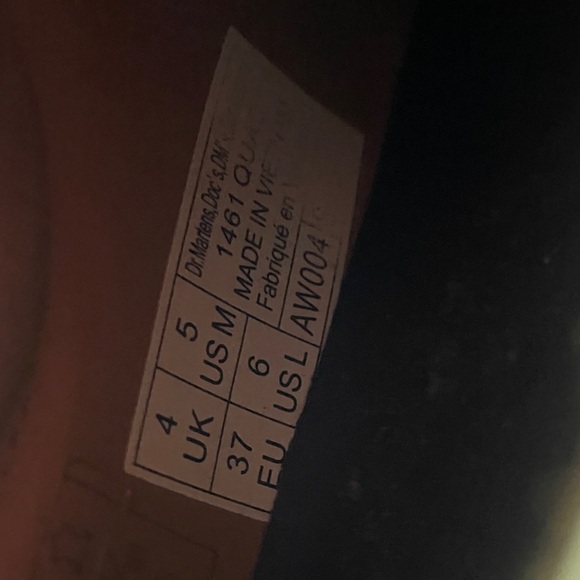 Dr.Martens,Doc's,DM's
1461
MADE IN
Fabriqué en
AW004
5
US M
6
US L
4
UK
37
EU